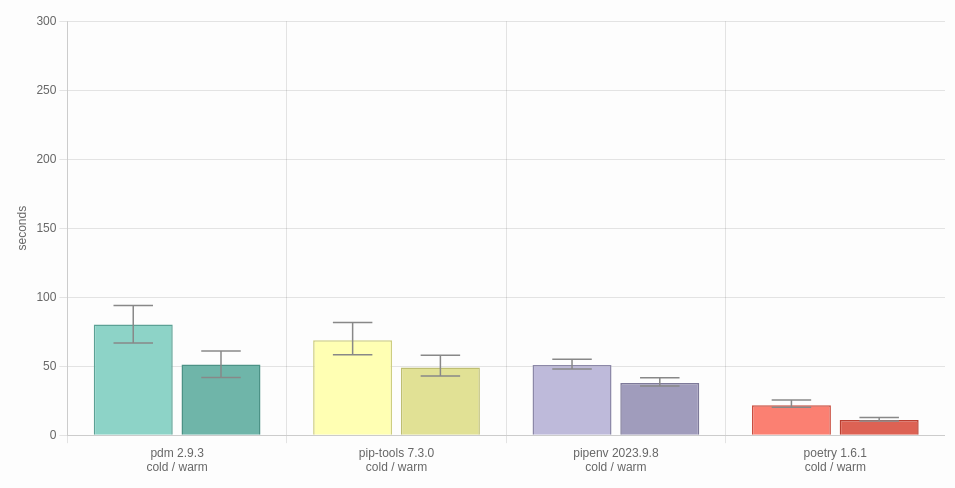 300
250
200
150
100
50
0
seconds
pdm 2.9.3
cold / warm
pip-tools 7.3.0
cold / warm
pipenv 2023.9.8
cold / warm
poetry 1.6.1
cold / warm